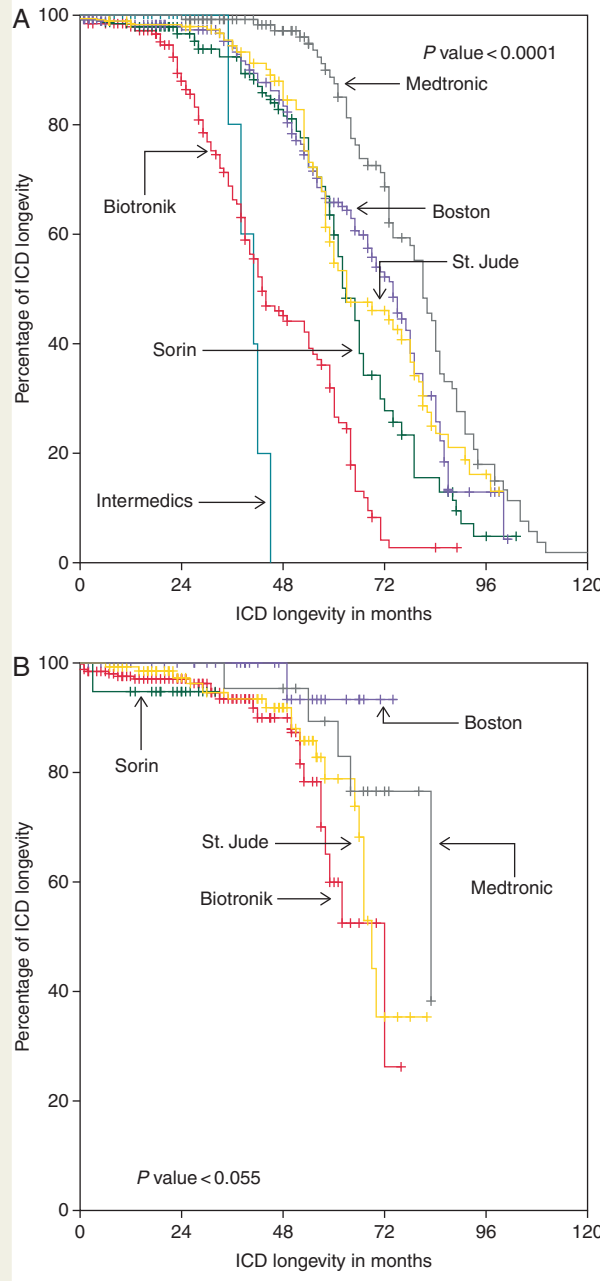 A
100
P value < 0.0001
Medtronic
80
Biotronik
Boston
60
St. Jude
40
Sorin
20
Intermedics
0
0 24 48 72 96 120
Percentage of ICD longevity
ICD longevity in months
B
100
Boston
Sorin
80
St. Jude
Biotronik
Medtronic
60
40
20
P value < 0.055
0
0 24 48 72 96 120
Percentage of ICD longevity
ICD longevity in months